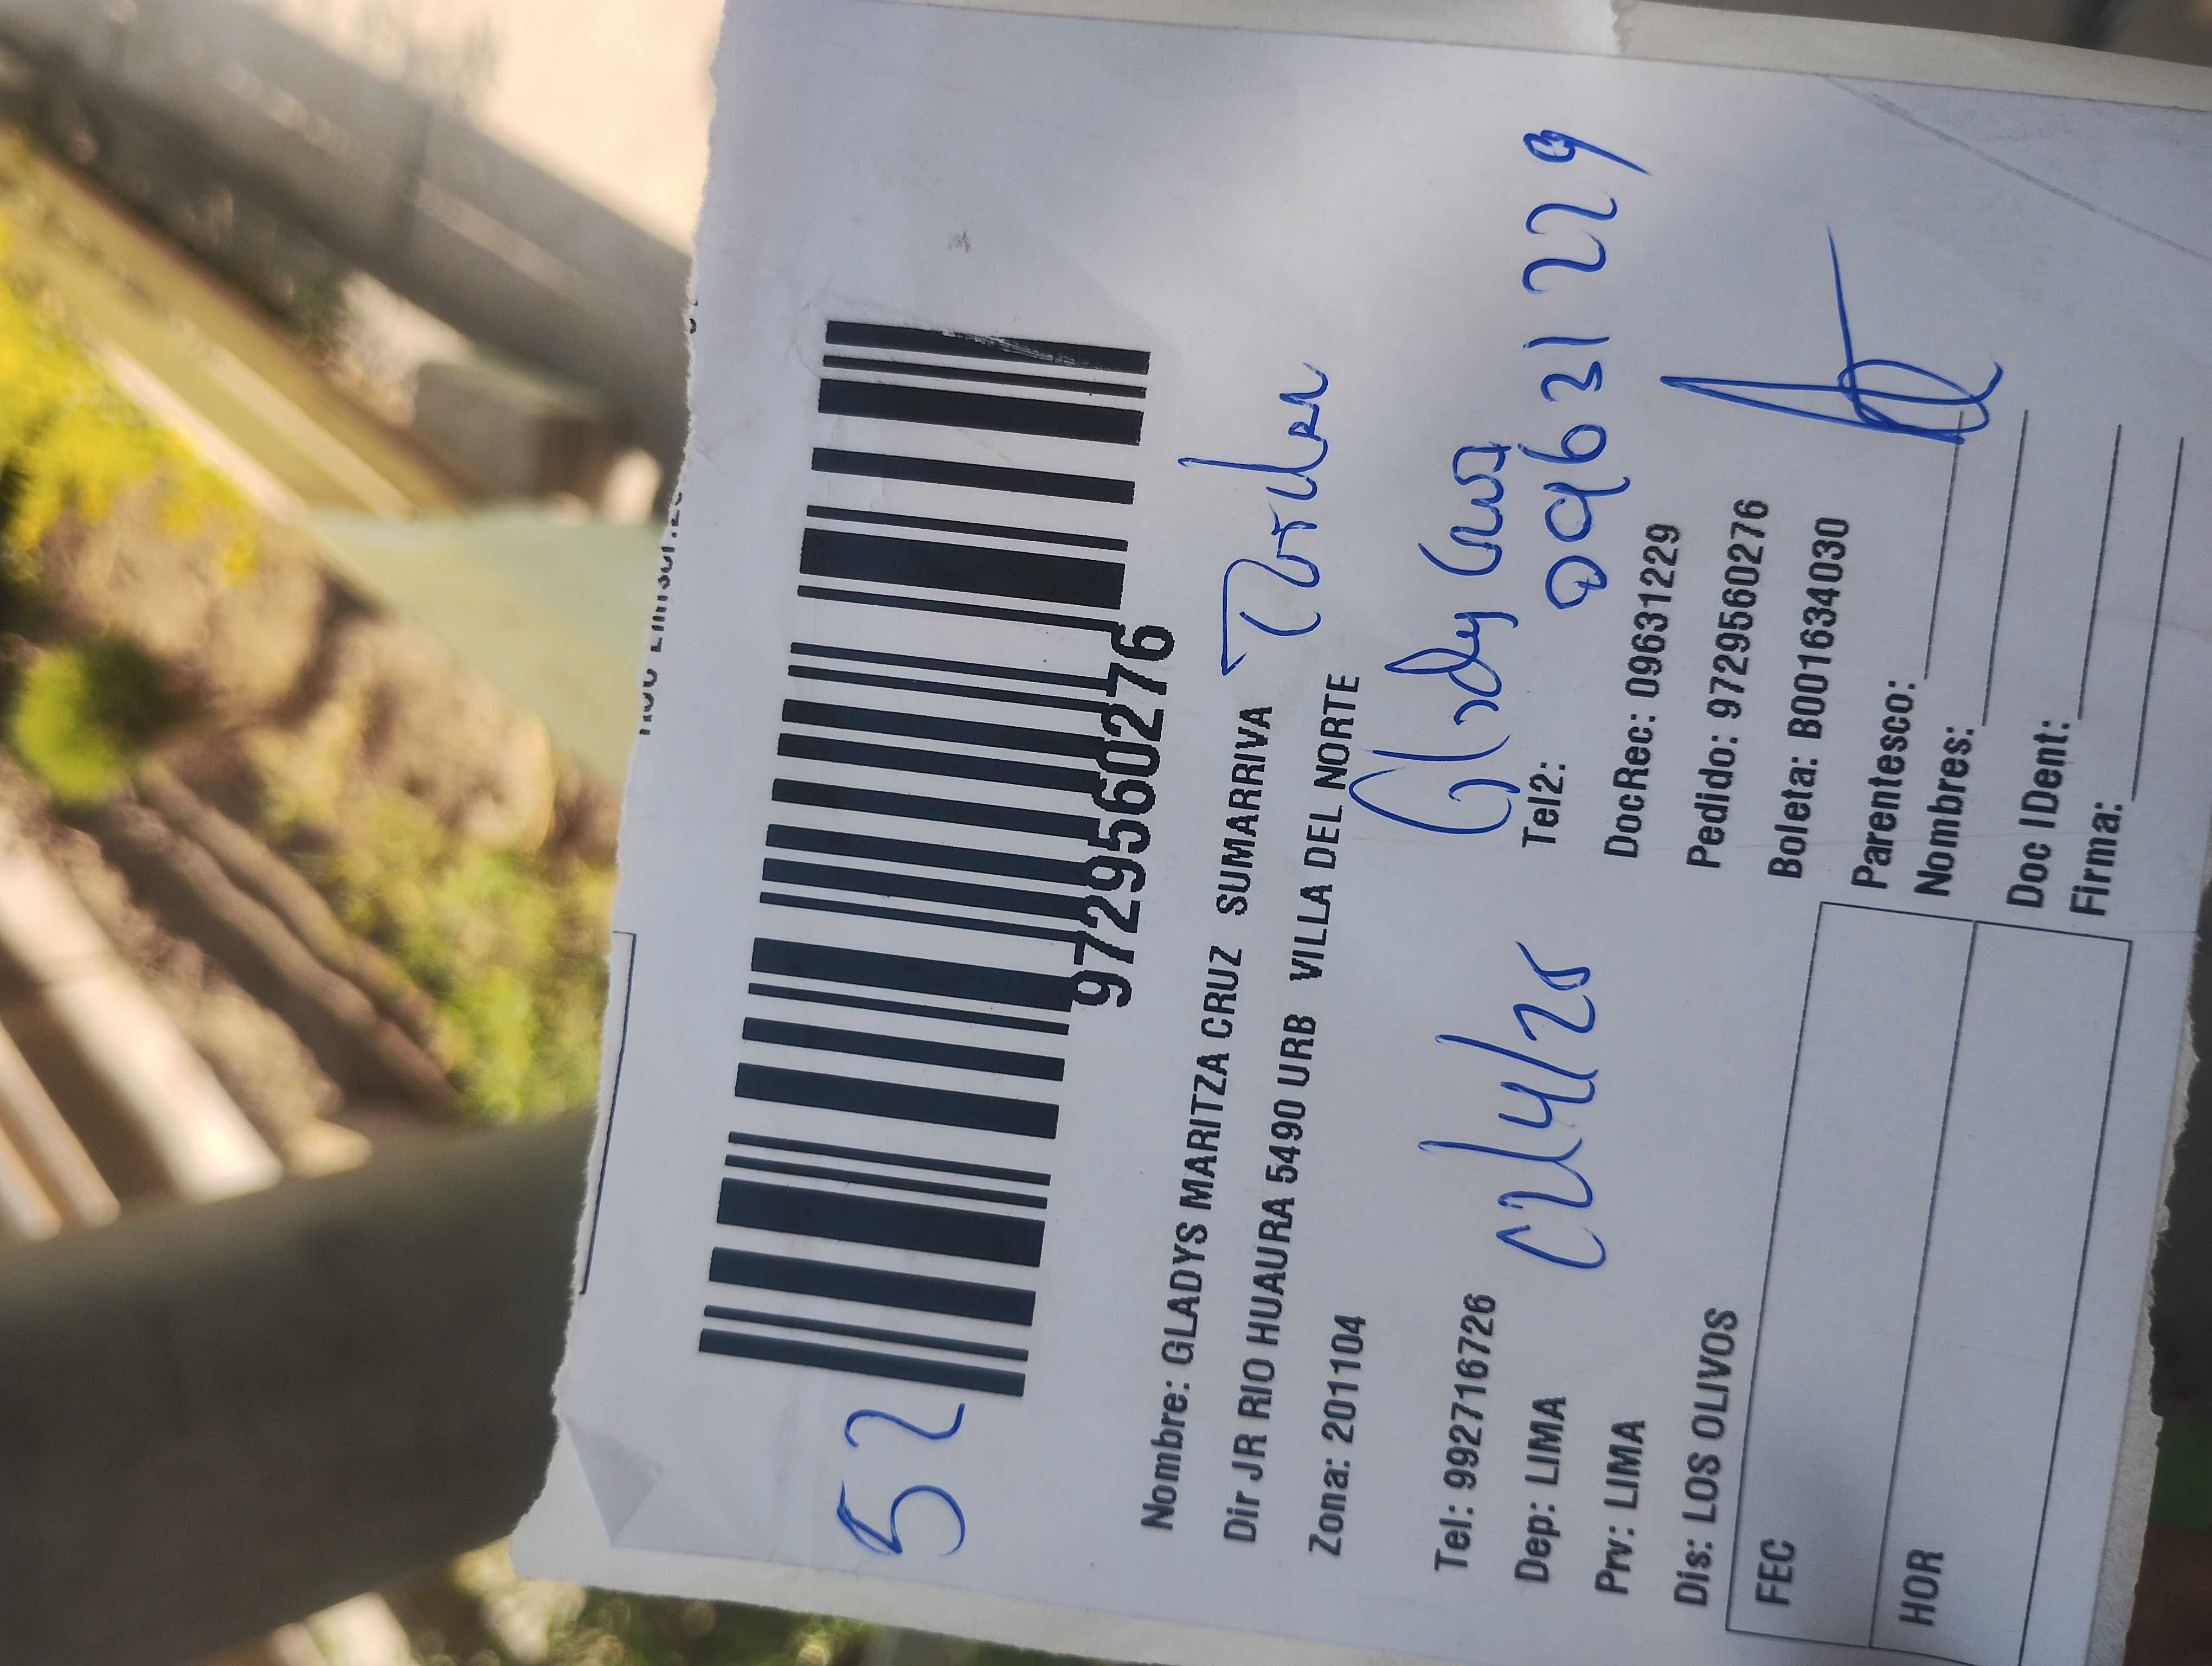 52
9729560276
Nombre: GLADYS MARITZA CRUZ SUMARRIVA
Dir JR RIO HUAURA 5490 URB VILLA DEL NORTE
Zona: 201104
Glady Cruz
Tel: 992716726
Tel2:
09631229
Dep: LIMA
DocRec: 09631229
Prv: LIMA
Pedido: 9729560276
Dis: LOS OLIVOS
Boleta: B001634030
FEC
Parentesco:
Nombres:
HOR
Doc IDent:
Firma: